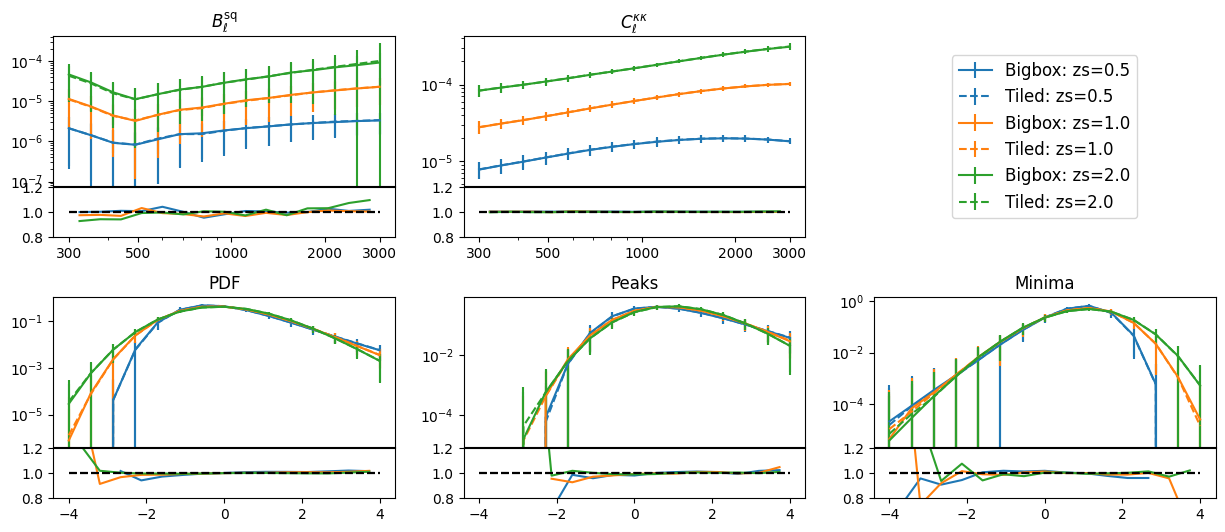 B_ℓ^sq
10⁻⁴
10⁻⁵
10⁻⁶
10⁻⁷
1.2
1.0
0.8
300 500 1000 2000 3000
C_ℓ^κκ
10⁻⁴
10⁻⁵
1.2
1.0
0.8
300 500 1000 2000 3000
Bigbox: zs=0.5
Tiled: zs=0.5
Bigbox: zs=1.0
Tiled: zs=1.0
Bigbox: zs=2.0
Tiled: zs=2.0
PDF
10⁻¹
10⁻³
10⁻⁵
1.2
1.0
0.8
−4 −2 0 2 4
Peaks
10⁻²
10⁻⁴
1.2
1.0
0.8
−4 −2 0 2 4
Minima
10⁰
10⁻²
10⁻⁴
1.2
1.0
0.8
−4 −2 0 2 4